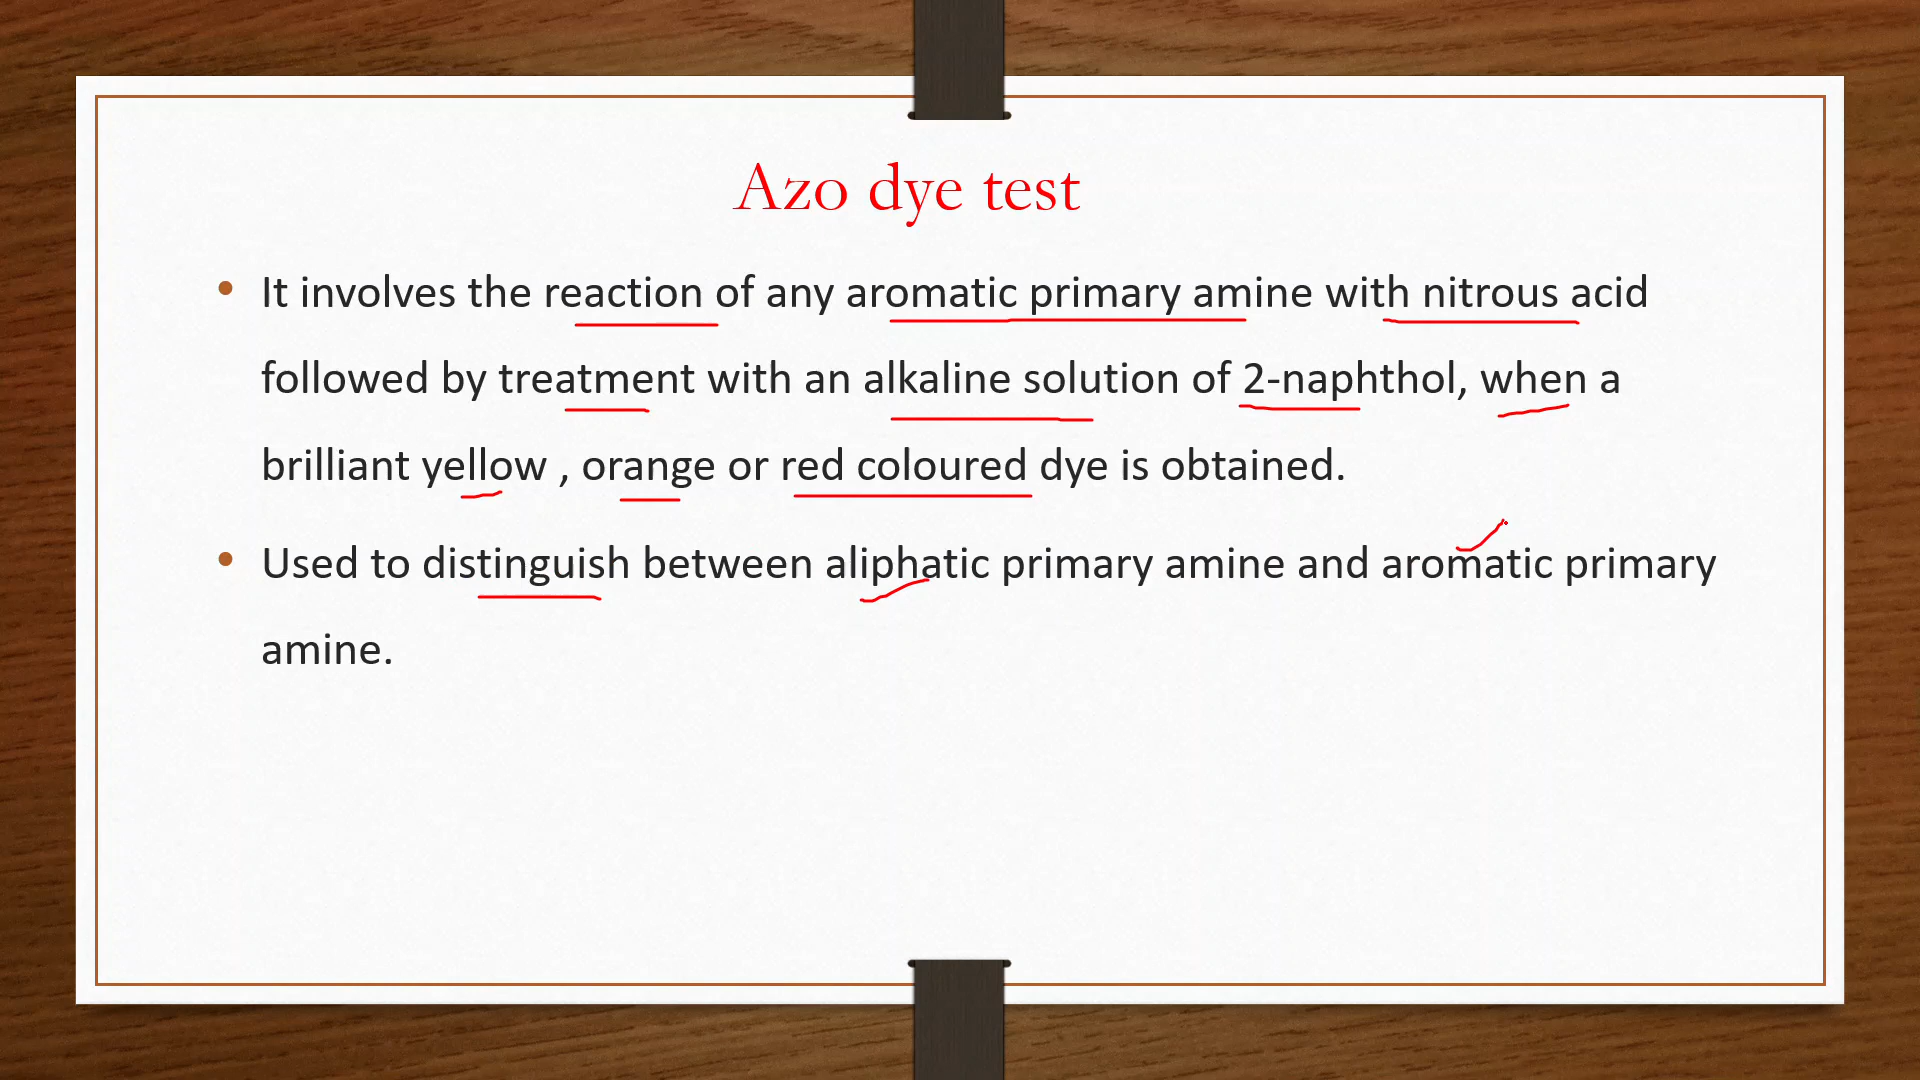 Azo dye test
• It involves the reaction of any aromatic primary amine with nitrous acid
followed by treatment with an alkaline solution of 2-naphthol, when a
brilliant yellow , orange or red coloured dye is obtained.
• Used to distinguish between aliphatic primary amine and aromatic primary
amine.